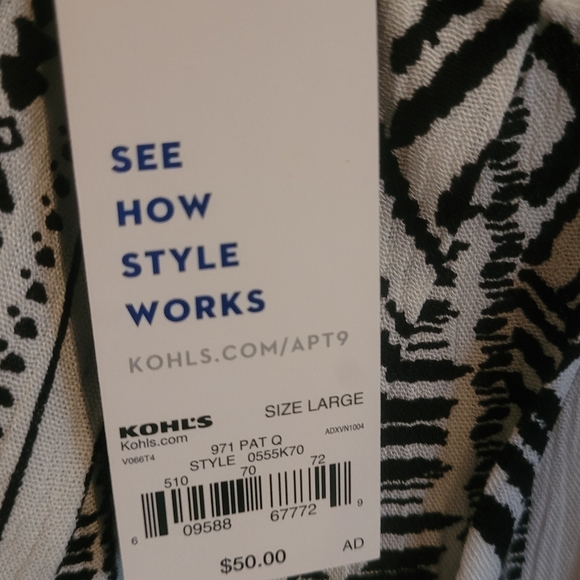 SEE
HOW
STYLE
WORKS
KOHLS.COM/APT9
KOHL'S SIZE LARGE
Kohls.com
V066T4 971 PAT Q ADXVN1004
STYLE 0555K70
510 70 72
6 09588 67772 9
$50.00 AD